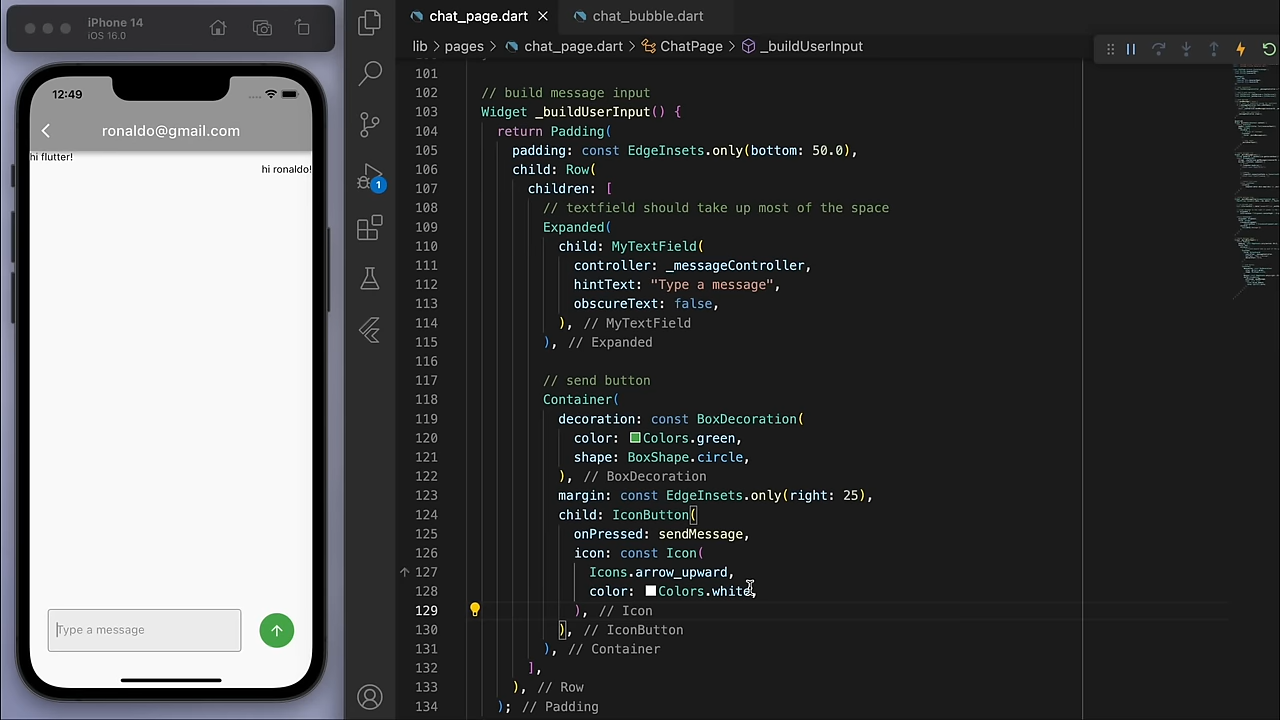 iPhone 14
iOS 16.0
12:49
ronaldo@gmail.com
hi flutter!
hi ronaldo!
Type a message
1
chat_page.dart
chat_bubble.dart
lib > pages > chat_page.dart > ChatPage > _buildUserInput
101
102 // build message input
103 Widget _buildUserInput() {
104 return Padding(
105 padding: const EdgeInsets.only(bottom: 50.0),
106 child: Row(
107 children: [
108 // textfield should take up most of the space
109 Expanded(
110 child: MyTextField(
111 controller: _messageController,
112 hintText: "Type a message",
113 obscureText: false,
114 ), // MyTextField
115 ), // Expanded
116
117 // send button
118 Container(
119 decoration: const BoxDecoration(
120 color: Colors.green,
121 shape: BoxShape.circle,
122 ), // BoxDecoration
123 margin: const EdgeInsets.only(right: 25),
124 child: IconButton(
125 onPressed: sendMessage,
126 icon: const Icon(
127 Icons.arrow_upward,
128 color: Colors.white,
129 ), // Icon
130 ), // IconButton
131 ), // Container
132 ],
133 ), // Row
134 ); // Padding